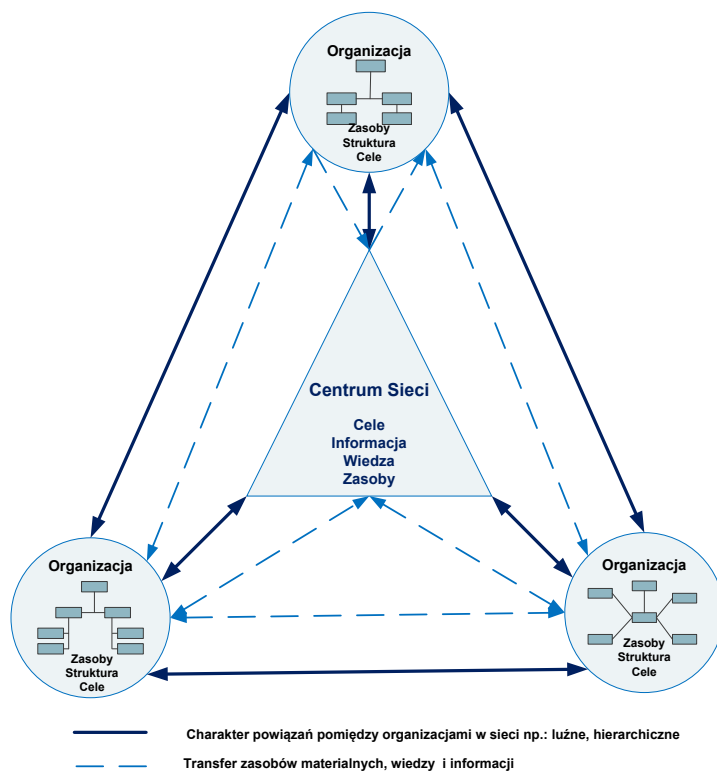 Organizacja
Zasoby
Struktura
Cele
Centrum Sieci
Cele
Informacja
Wiedza
Zasoby
Organizacja
Zasoby
Struktura
Cele
Organizacja
Zasoby
Struktura
Cele
Charakter powiązań pomiędzy organizacjami w sieci np.: luźne, hierarchiczne
Transfer zasobów materialnych, wiedzy i informacji